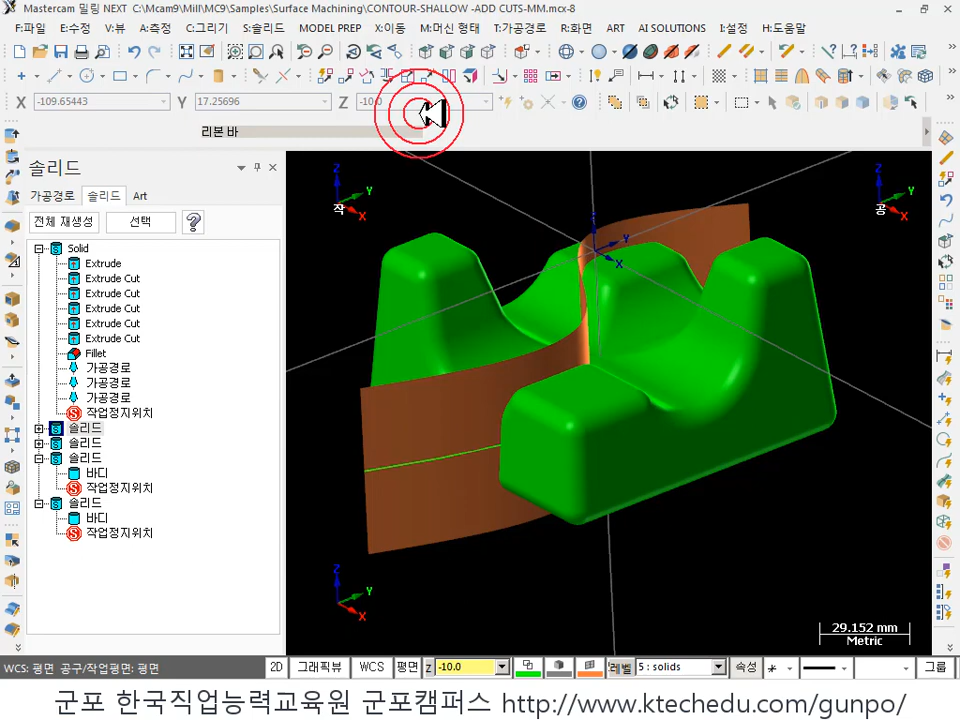 Mastercam 밀링 NEXT  C:\Mcam9\Mill\MC9\Samples\Surface Machining\CONTOUR-SHALLOW -ADD CUTS-MM.mcx-8
F:파일 E:수정 V:뷰 A:측정 C:그리기 S:솔리드 MODEL PREP X:이동 M:머신 형태 T:가공경로 R:화면 ART AI SOLUTIONS I:설정 H:도움말
X -109.65443 Y 17.25696 Z -10.0
리본 바
솔리드
가공경로 솔리드 Art
전체 재생성 선택
Solid
Extrude
Extrude Cut
Extrude Cut
Extrude Cut
Extrude Cut
Extrude Cut
Fillet
가공경로
가공경로
가공경로
작업정지위치
솔리드
솔리드
솔리드
바디
작업정지위치
솔리드
바디
작업정지위치
Z Y 작 X
Z Y 공 X
Y X
Z Y X
29.152 mm
Metric
WCS: 평면 공구/작업평면: 평면 2D 그래픽뷰 WCS 평면 Z -10.0 레벨 5 : solids 속성 그룹
군포 한국직업능력교육원 군포캠퍼스 http://www.ktechedu.com/gunpo/